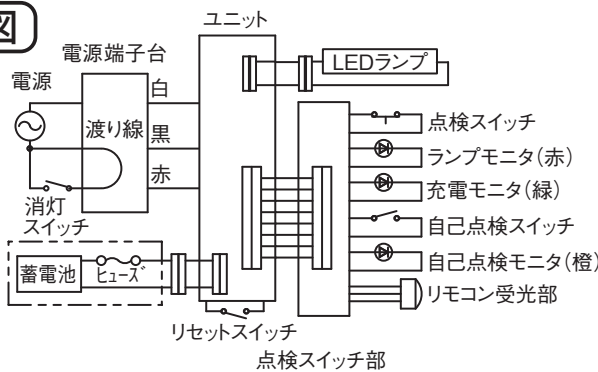 図
ユニット
電源端子台
電源
LEDランプ
白
渡り線
黒
赤
消灯
スイッチ
点検スイッチ
ランプモニタ(赤)
充電モニタ(緑)
自己点検スイッチ
自己点検モニタ(橙)
リモコン受光部
蓄電池
ヒューズ
リセットスイッチ
点検スイッチ部